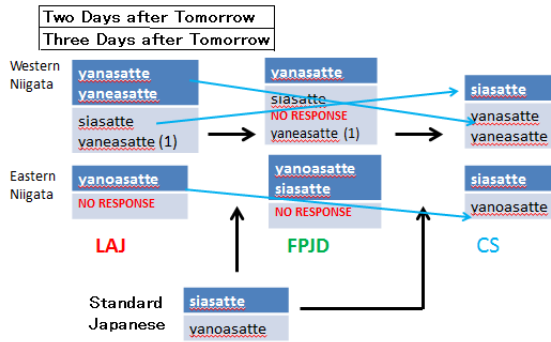 Two Days after Tomorrow
Three Days after Tomorrow
Western
Niigata
yanasatte
yaneasatte
siasatte
yaneasatte (1)
yanasatte
siasatte
NO RESPONSE
yaneasatte (1)
siasatte
yanasatte
yaneasatte
Eastern
Niigata
yanoasatte
NO RESPONSE
yanoasatte
siasatte
NO RESPONSE
siasatte
yanoasatte
LAJ
FPJD
CS
Standard
Japanese
siasatte
yanoasatte